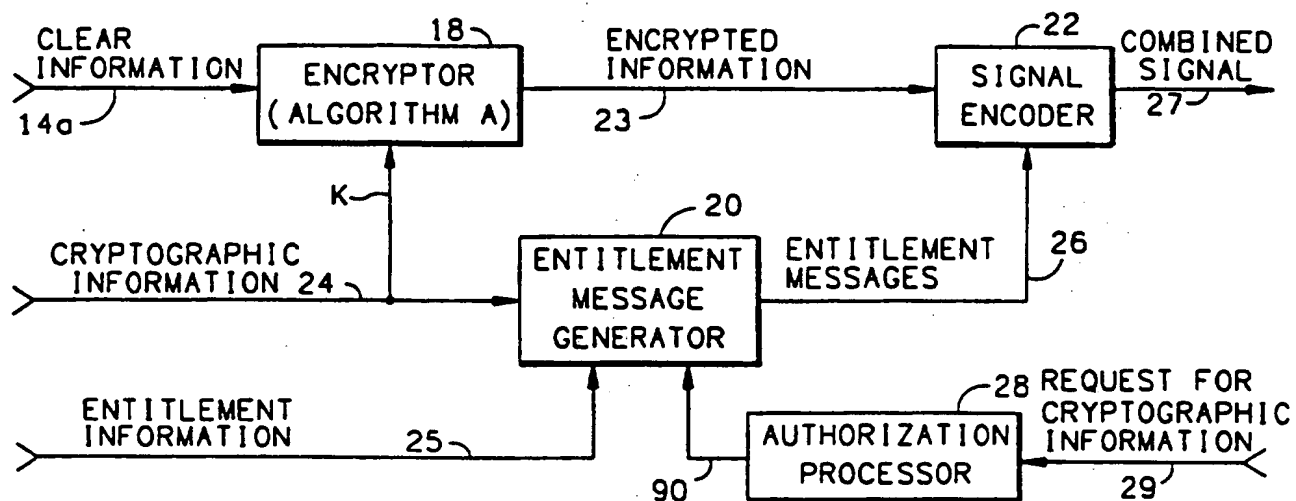 CLEAR
INFORMATION
14a
18
ENCRYPTOR
(ALGORITHM A)
ENCRYPTED
INFORMATION
23
22
SIGNAL
ENCODER
COMBINED
SIGNAL
27
K
CRYPTOGRAPHIC
INFORMATION 24
20
ENTITLEMENT
MESSAGE
GENERATOR
ENTITLEMENT
MESSAGES
26
ENTITLEMENT
INFORMATION
25
90
28
AUTHORIZATION
PROCESSOR
REQUEST FOR
CRYPTOGRAPHIC
INFORMATION
29